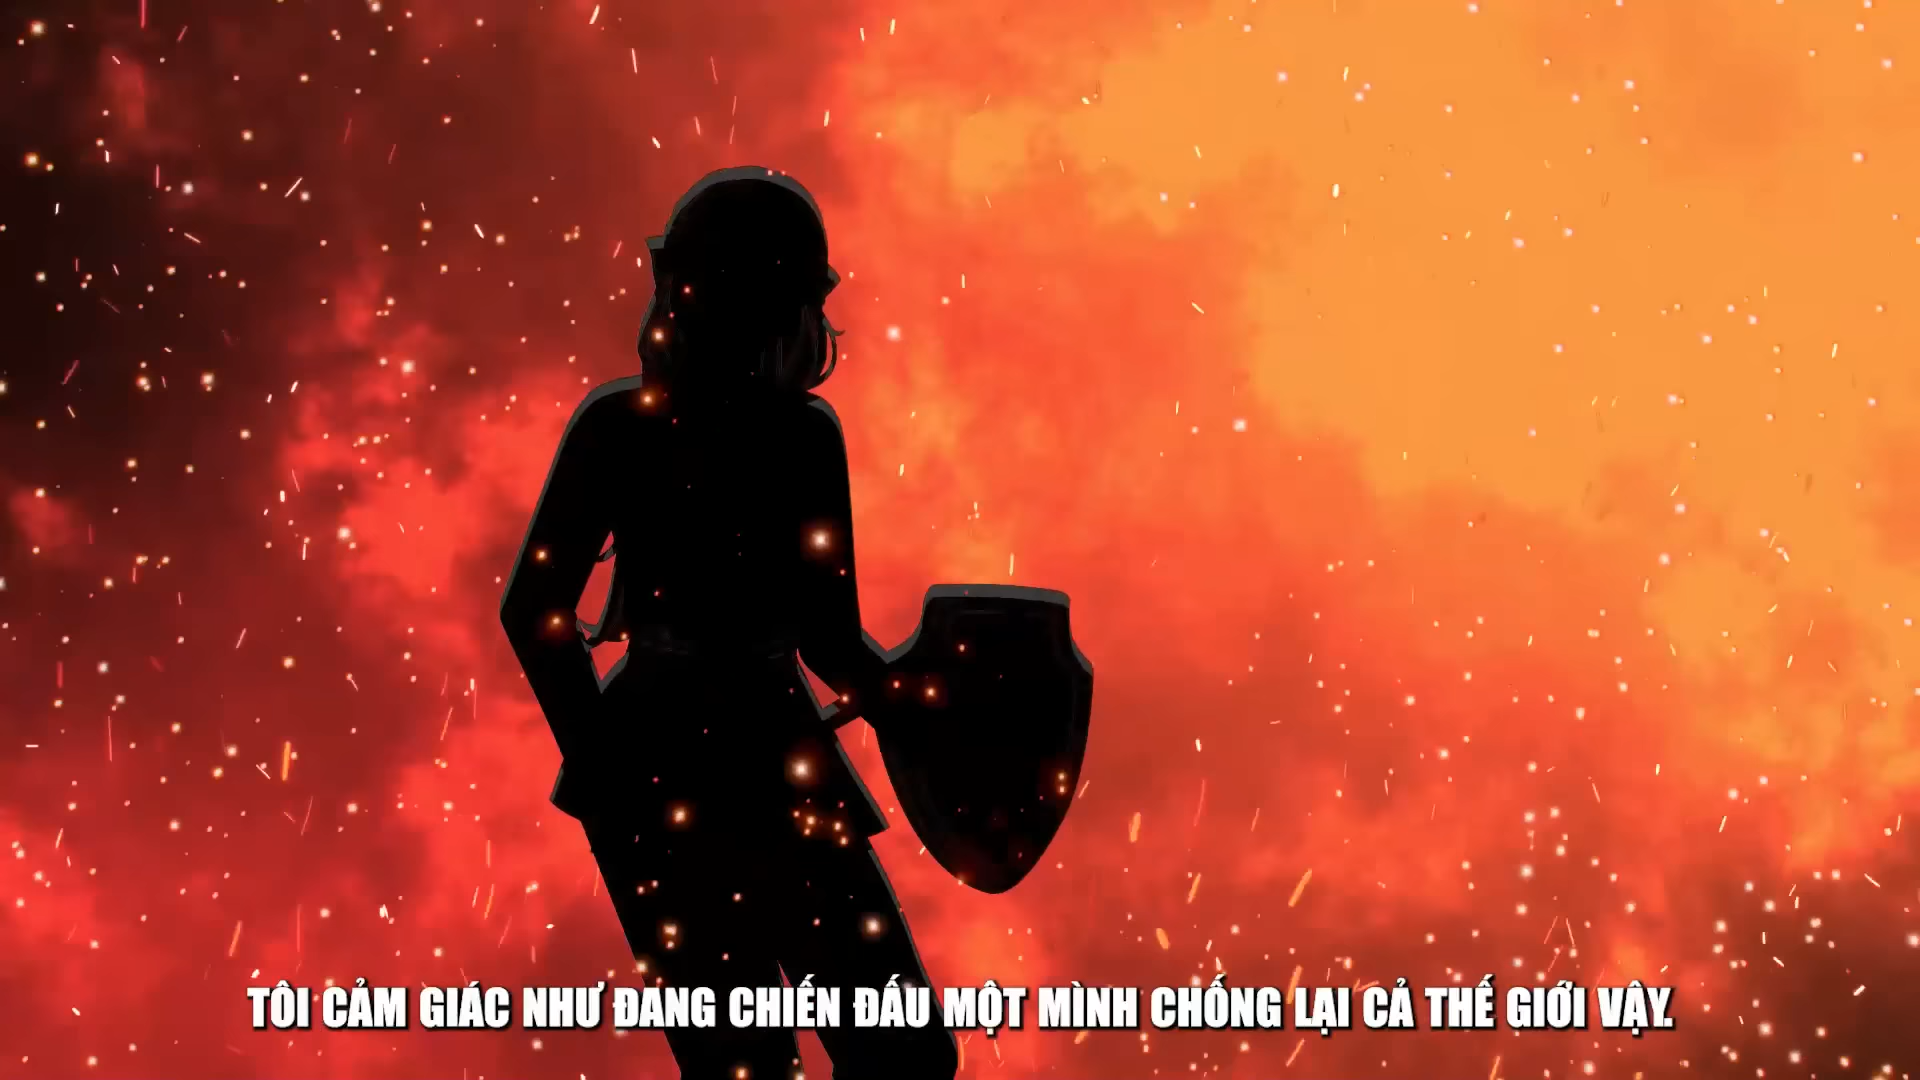 TÔI CẢM GIÁC NHƯ ĐANG CHIẾN ĐẤU MỘT MÌNH CHỐNG LẠI CẢ THẾ GIỚI VẬY.